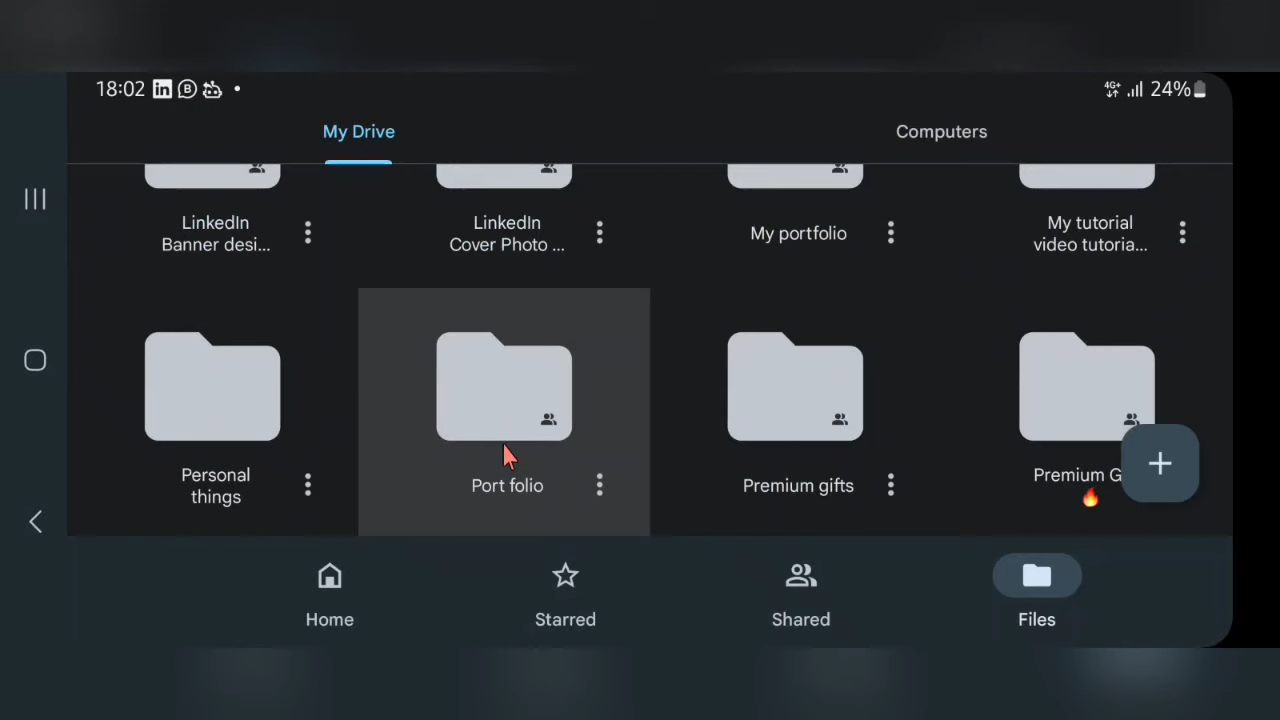 18:02
4G+ 24%
My Drive Computers
LinkedIn
Banner desi...
LinkedIn
Cover Photo ...
My portfolio
My tutorial
video tutoria...
Personal
things
Port folio
Premium gifts
Premium G
Home Starred Shared Files